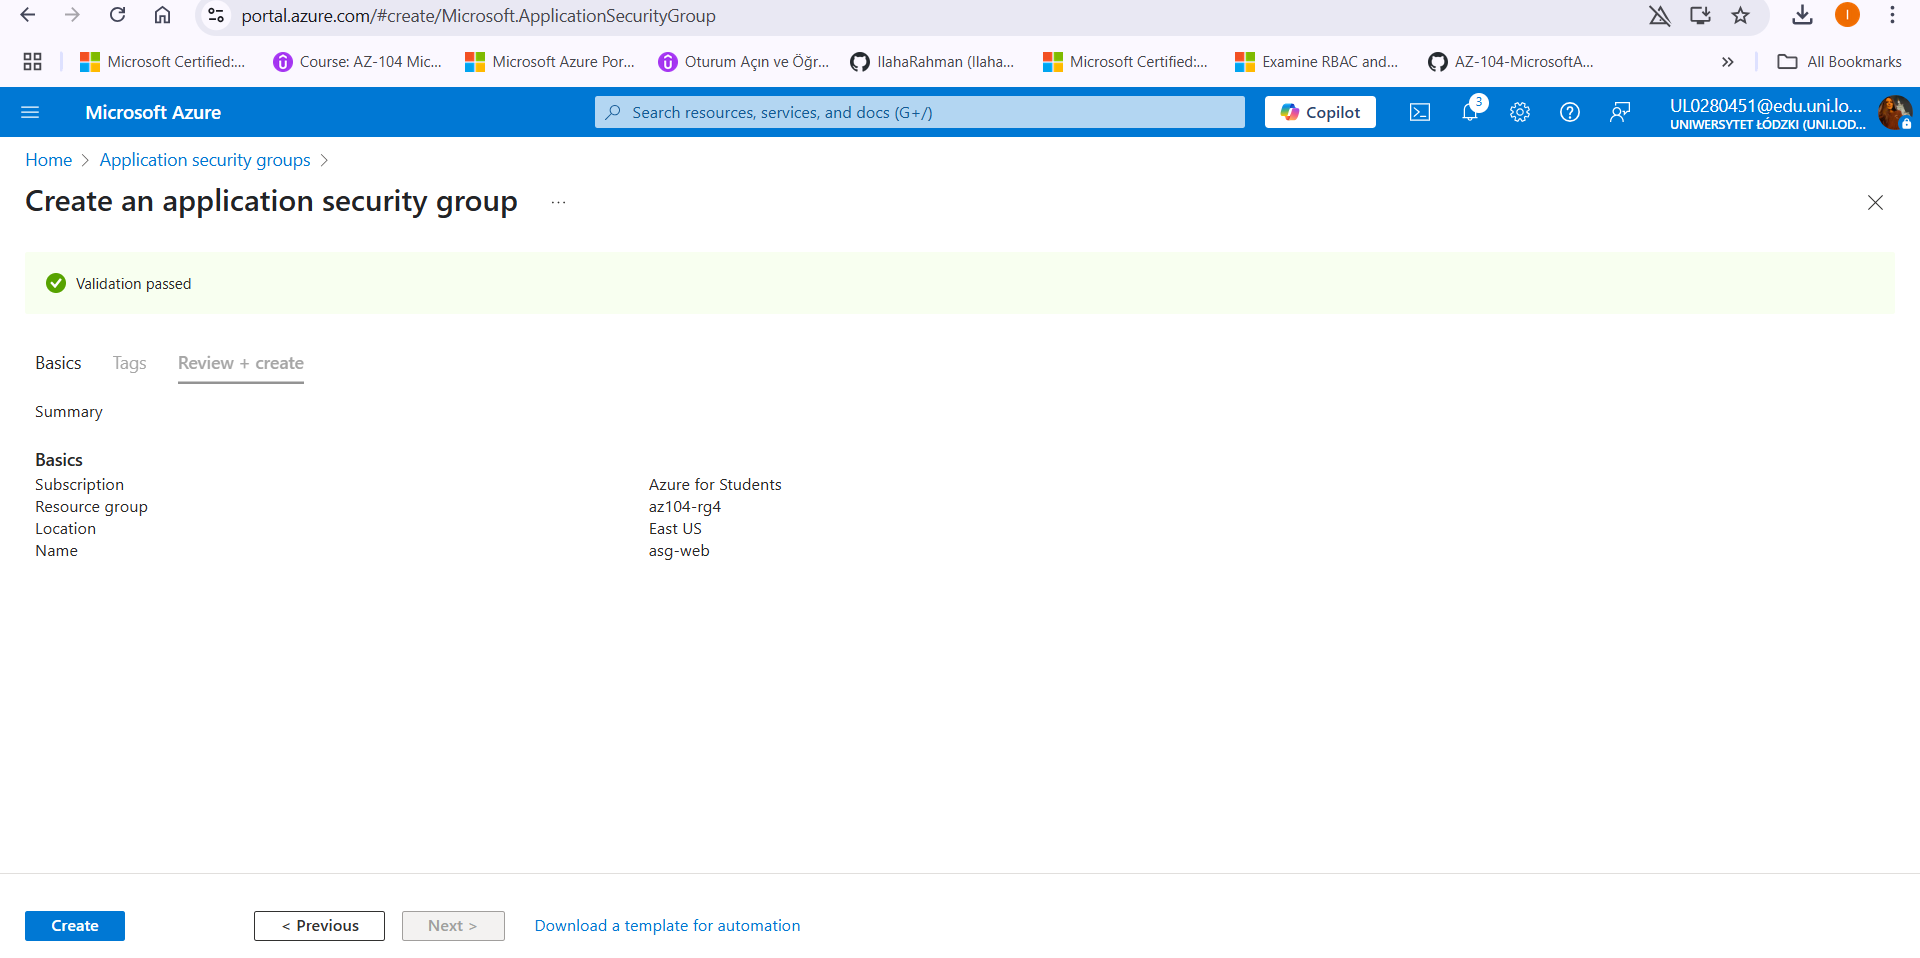 portal.azure.com/#create/Microsoft.ApplicationSecurityGroup
I
Microsoft Certified:...
Course: AZ-104 Mic...
Microsoft Azure Por...
Oturum Açın ve Öğr...
IlahaRahman (Ilaha...
Microsoft Certified:...
Examine RBAC and...
AZ-104-MicrosoftA...
»
All Bookmarks
Microsoft Azure
Search resources, services, and docs (G+/)
Copilot
3
UL0280451@edu.uni.lo...
UNIWERSYTET ŁÓDZKI (UNI.LOD...
Home > Application security groups >
Create an application security group ...
Validation passed
Basics Tags Review + create
Summary
Basics
Subscription Azure for Students
Resource group az104-rg4
Location East US
Name asg-web
Create < Previous Next > Download a template for automation